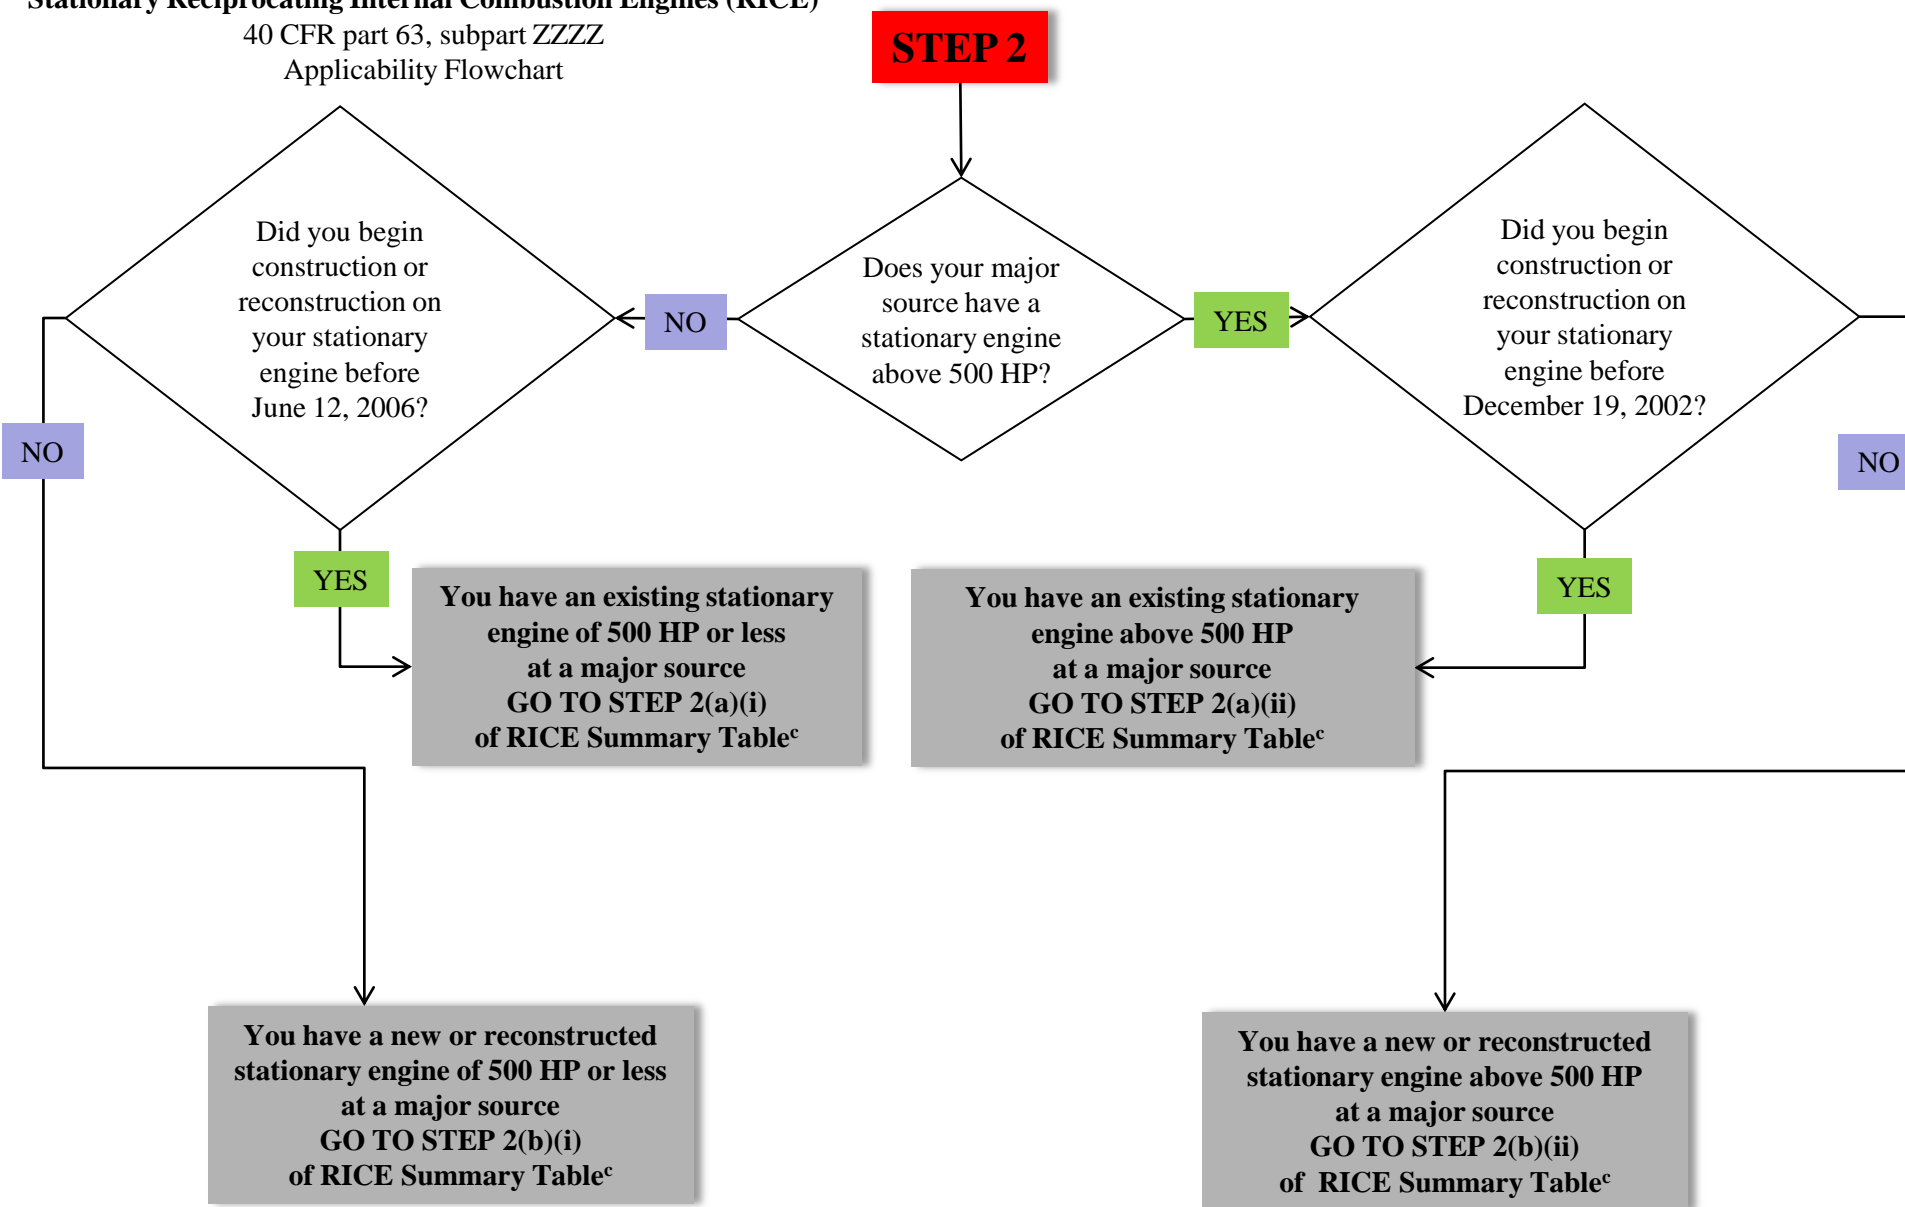 Stationary Reciprocating Internal Combustion Engines (RICE)
40 CFR part 63, subpart ZZZZ
Applicability Flowchart
STEP 2
Did you begin
construction or
reconstruction on
your stationary
engine before
June 12, 2006?
NO
Does your major
source have a
stationary engine
above 500 HP?
YES
Did you begin
construction or
reconstruction on
your stationary
engine before
December 19, 2002?
NO
NO
YES
You have an existing stationary
engine of 500 HP or less
at a major source
GO TO STEP 2(a)(i)
of RICE Summary Tableᶜ
You have an existing stationary
engine above 500 HP
at a major source
GO TO STEP 2(a)(ii)
of RICE Summary Tableᶜ
YES
You have a new or reconstructed
stationary engine of 500 HP or less
at a major source
GO TO STEP 2(b)(i)
of RICE Summary Tableᶜ
You have a new or reconstructed
stationary engine above 500 HP
at a major source
GO TO STEP 2(b)(ii)
of RICE Summary Tableᶜ